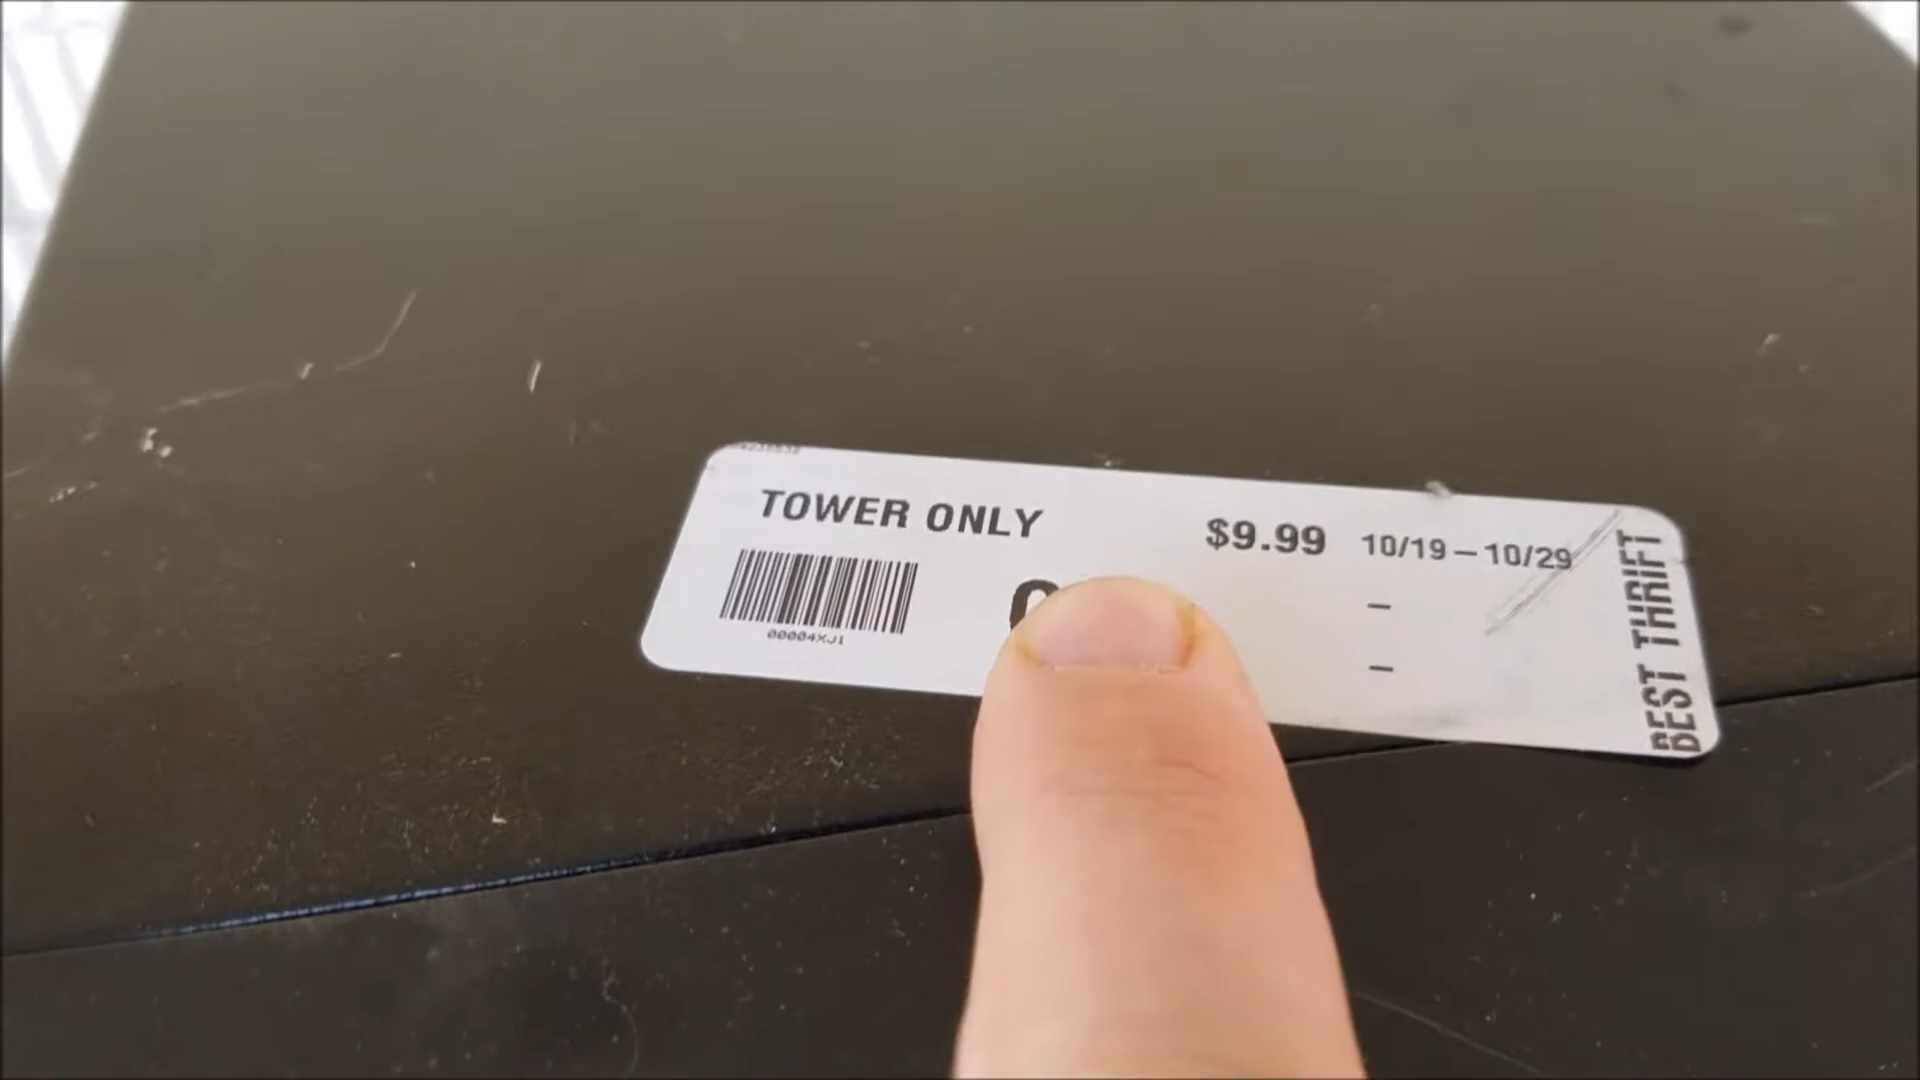 TOWER ONLY
$9.99 10/19 – 10/29
–
–
00004XJ1
BEST THRIFT